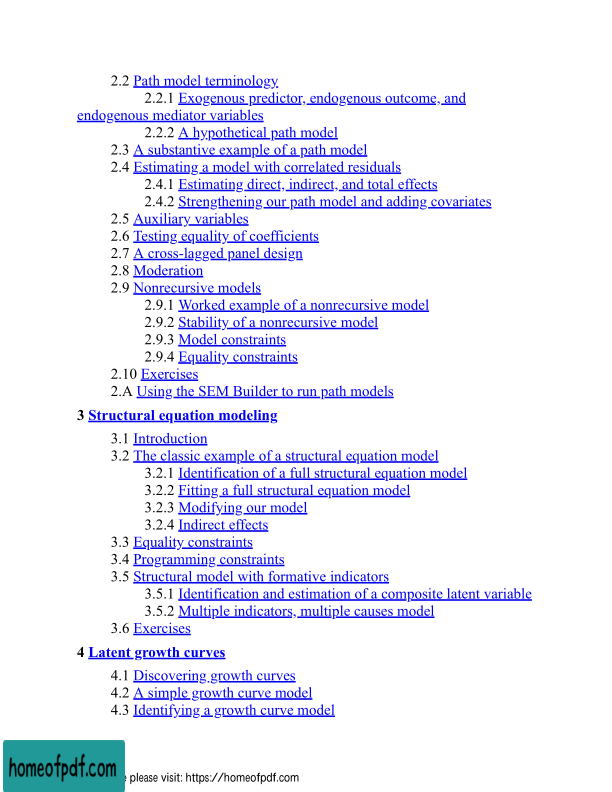 2.2 Path model terminology
2.2.1 Exogenous predictor, endogenous outcome, and
endogenous mediator variables
2.2.2 A hypothetical path model
2.3 A substantive example of a path model
2.4 Estimating a model with correlated residuals
2.4.1 Estimating direct, indirect, and total effects
2.4.2 Strengthening our path model and adding covariates
2.5 Auxiliary variables
2.6 Testing equality of coefficients
2.7 A cross-lagged panel design
2.8 Moderation
2.9 Nonrecursive models
2.9.1 Worked example of a nonrecursive model
2.9.2 Stability of a nonrecursive model
2.9.3 Model constraints
2.9.4 Equality constraints
2.10 Exercises
2.A Using the SEM Builder to run path models
3 Structural equation modeling
3.1 Introduction
3.2 The classic example of a structural equation model
3.2.1 Identification of a full structural equation model
3.2.2 Fitting a full structural equation model
3.2.3 Modifying our model
3.2.4 Indirect effects
3.3 Equality constraints
3.4 Programming constraints
3.5 Structural model with formative indicators
3.5.1 Identification and estimation of a composite latent variable
3.5.2 Multiple indicators, multiple causes model
3.6 Exercises
4 Latent growth curves
4.1 Discovering growth curves
4.2 A simple growth curve model
4.3 Identifying a growth curve model
homeofpdf.com
please visit: https://homeofpdf.com